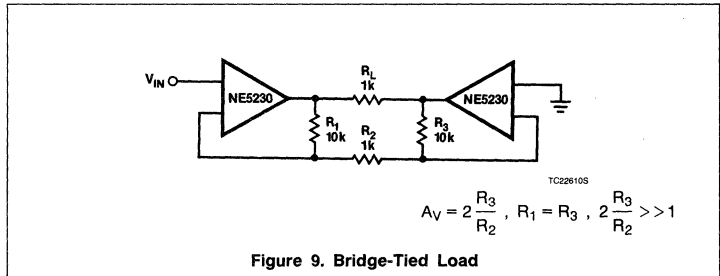 V_IN
NE5230
R_L
1k
NE5230
R_1
10k
R_2
1k
R_3
10k
TC22610S
A_V = 2 R_3/R_2 , R_1 = R_3 , 2 R_3/R_2 >> 1
Figure 9. Bridge-Tied Load